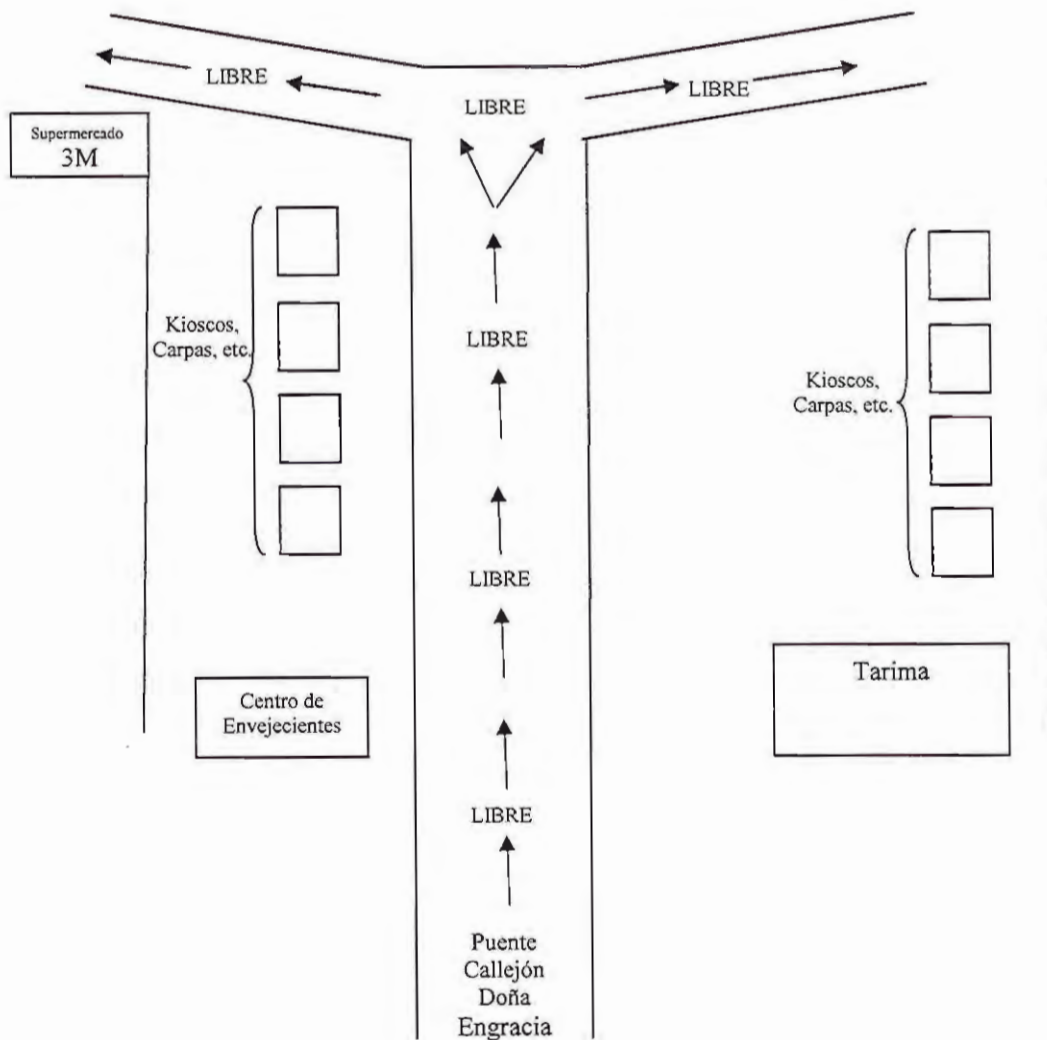 LIBRE
LIBRE
LIBRE
Supermercado
3M
Kioscos,
Carpas, etc.
LIBRE
Kioscos,
Carpas, etc.
LIBRE
Centro de
Envejecientes
Tarima
LIBRE
Puente
Callejón
Doña
Engracia